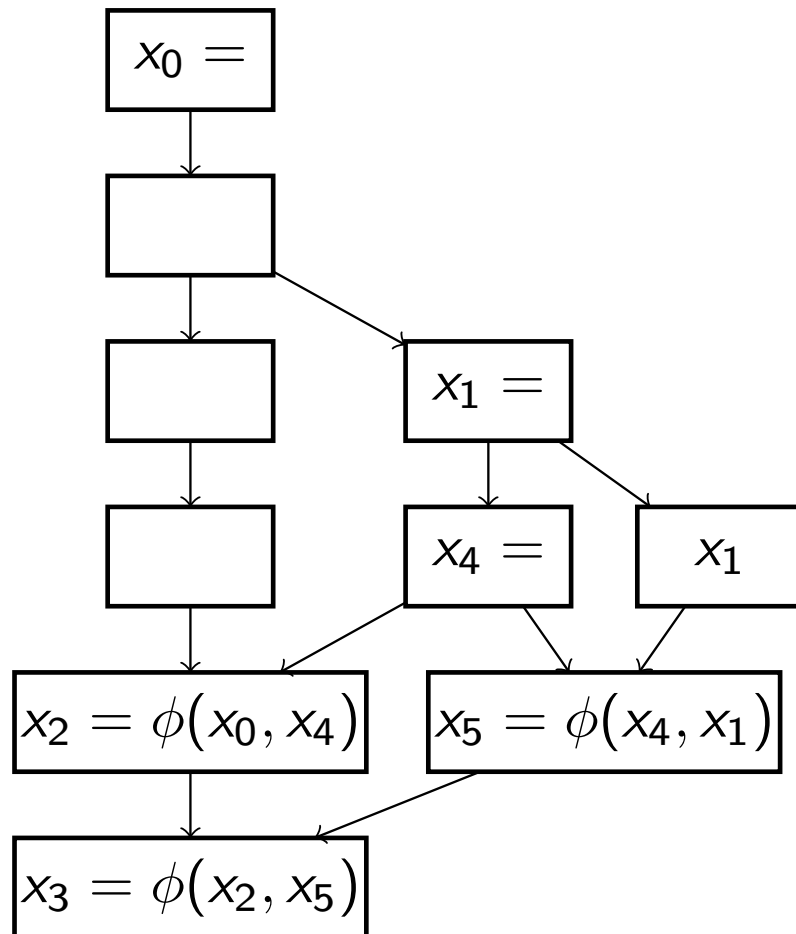 x₀ =
x₁ =
x₄ =
x₁
x₂ = ϕ(x₀, x₄)
x₅ = ϕ(x₄, x₁)
x₃ = ϕ(x₂, x₅)